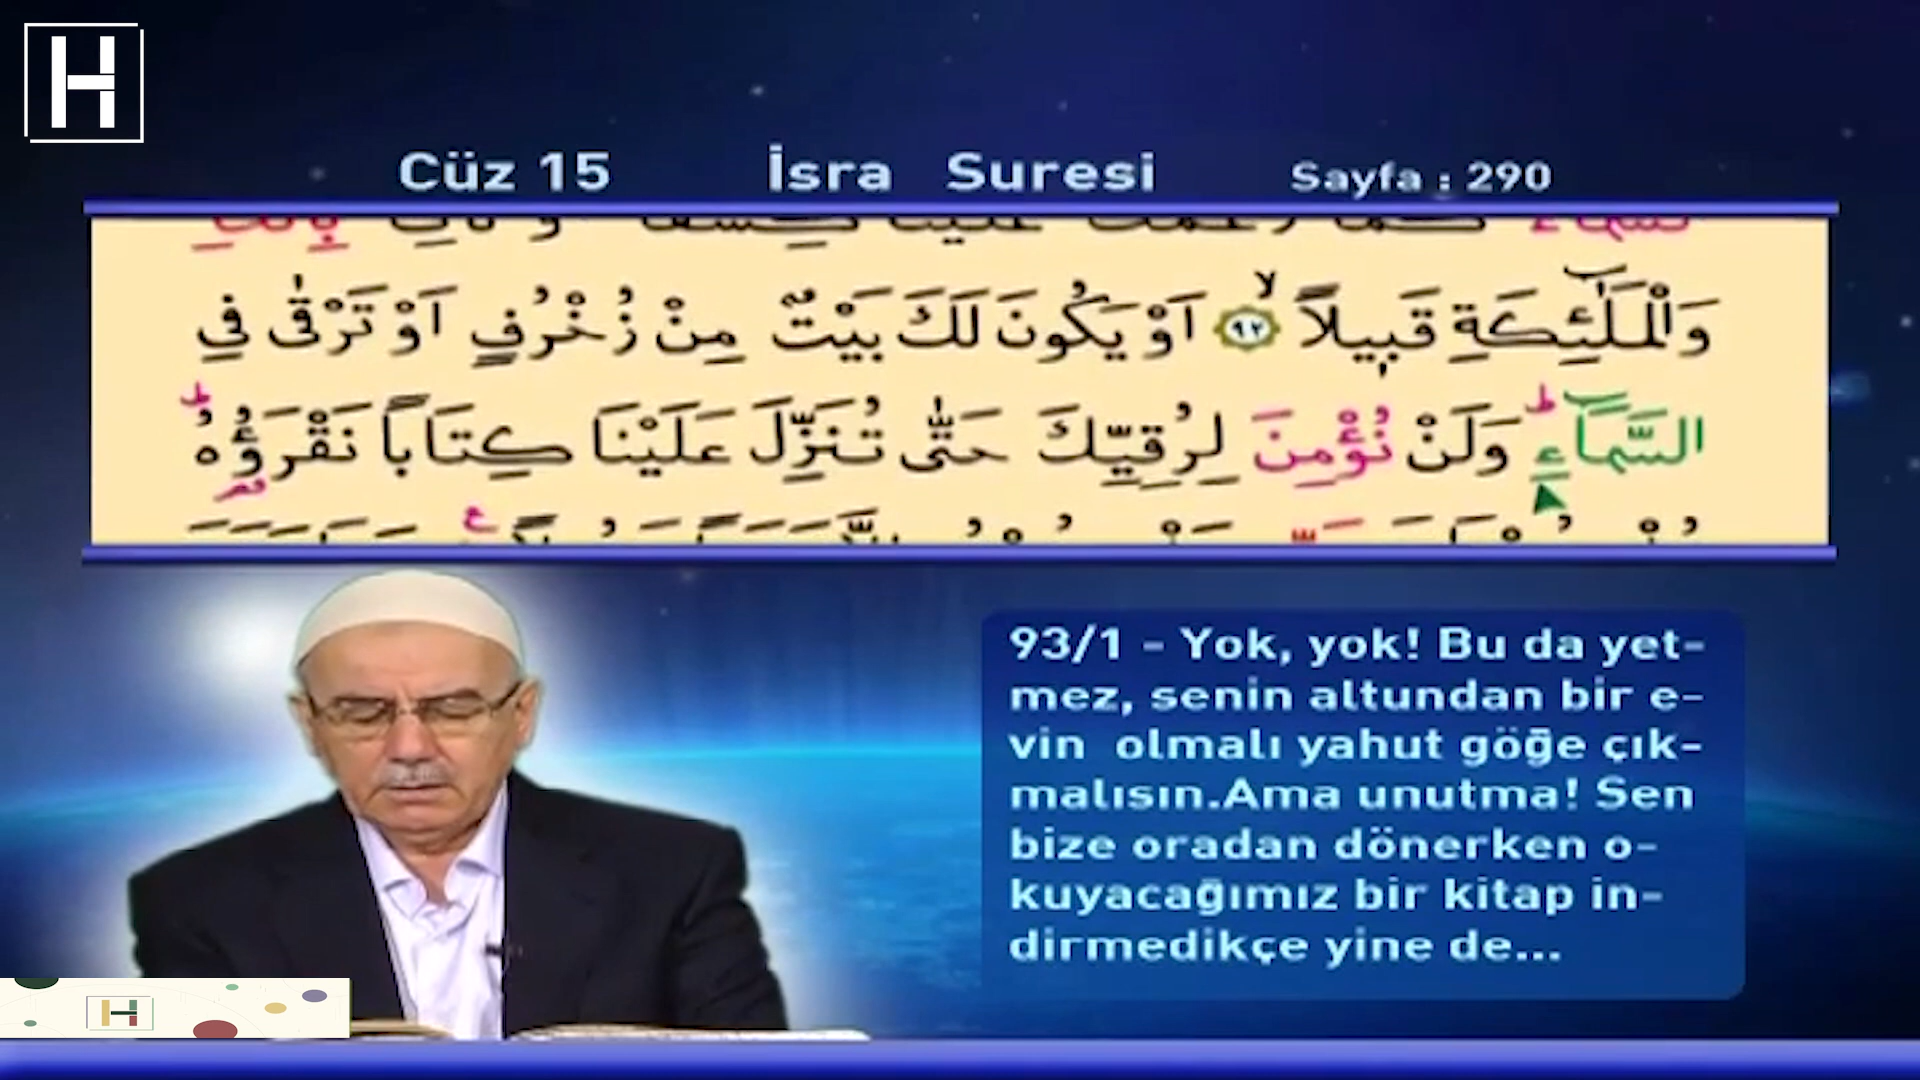 H
Cüz 15 İsra Suresi Sayfa : 290
وَالْمَلٰٓئِكَةِ قَبٖيلاًۙ ﴿٩٢﴾ اَوْ يَكُونَ لَكَ بَيْتٌ مِنْ زُخْرُفٍ اَوْ تَرْقٰى فِي
السَّمَٓاءِۜ وَلَنْ نُؤْمِنَ لِرُقِيِّكَ حَتّٰى تُنَزِّلَ عَلَيْنَا كِتَاباً نَقْرَؤُ۬هُۜ
93/1 - Yok, yok! Bu da yet-
mez, senin altundan bir e-
vin olmalı yahut göğe çık-
malısın.Ama unutma! Sen
bize oradan dönerken o-
kuyacağımız bir kitap in-
dirmedikçe yine de...
H